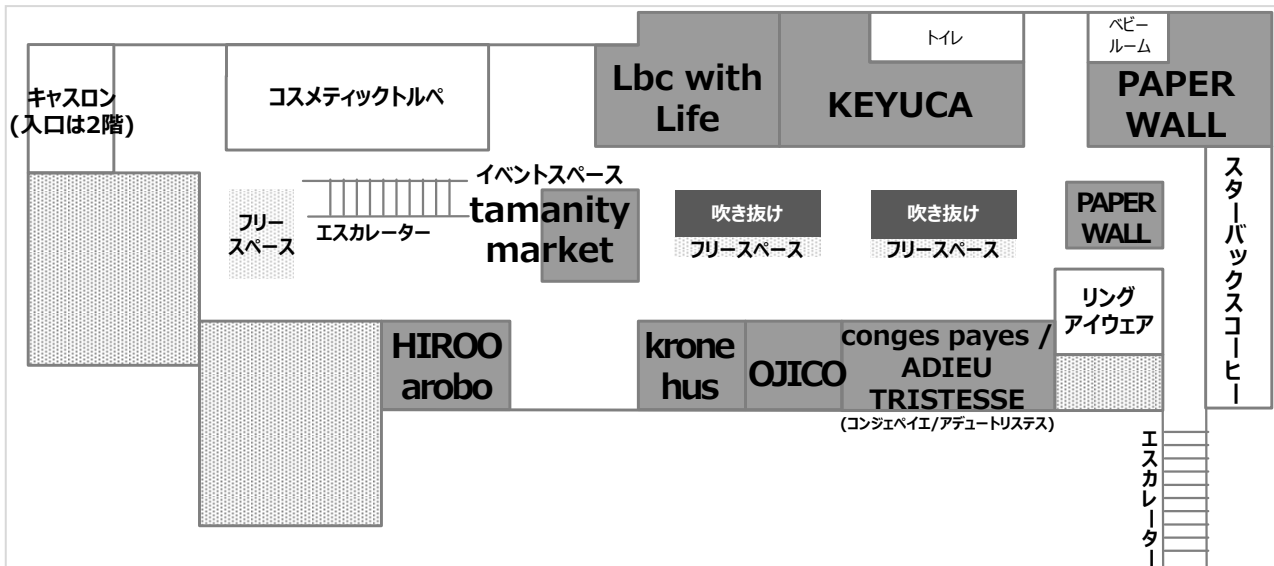 トイレ
ベビー
ルーム
キャスロン
(入口は2階)
コスメティックトルペ
Lbc with
Life
KEYUCA
PAPER
WALL
イベントスペース
tamanity
market
フリー
スペース
エスカレーター
吹き抜け
フリースペース
吹き抜け
フリースペース
PAPER
WALL
スターバックスコーヒー
リング
アイウェア
HIROO
arobo
krone
hus
OJICO
conges payes /
ADIEU
TRISTESSE
(コンジェペイエ/アデュートリステス)
エスカレーター